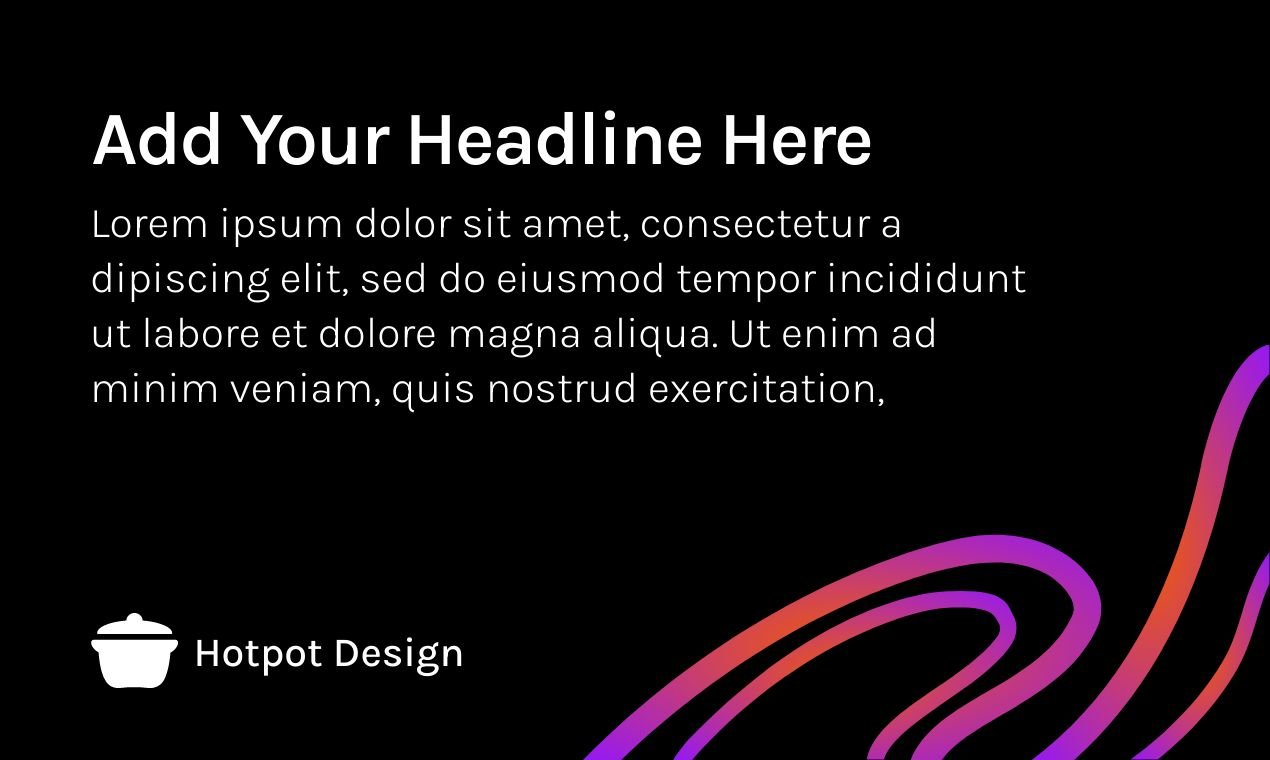 Add Your Headline Here
Lorem ipsum dolor sit amet, consectetur a
dipiscing elit, sed do eiusmod tempor incididunt
ut labore et dolore magna aliqua. Ut enim ad
minim veniam, quis nostrud exercitation,
Hotpot Design